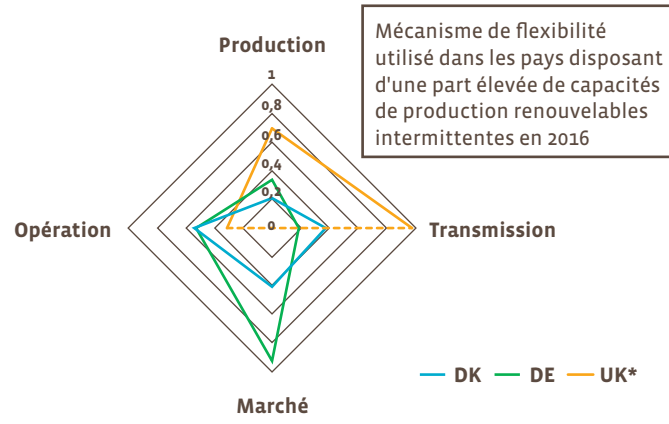 Mécanisme de flexibilité
utilisé dans les pays disposant
d'une part élevée de capacités
de production renouvelables
intermittentes en 2016
Production
1
0,8
0,6
0,4
0,2
0
Opération
Transmission
Marché
DK DE UK*